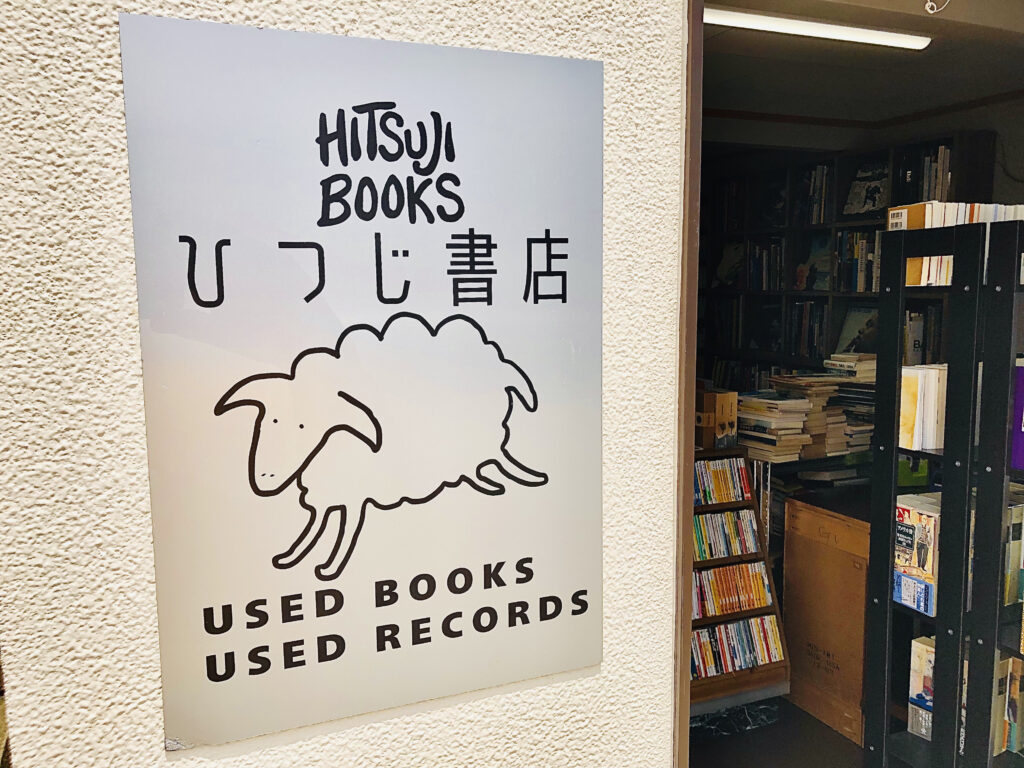 HITSUJI
BOOKS
ひつじ書店
USED BOOKS
USED RECORDS